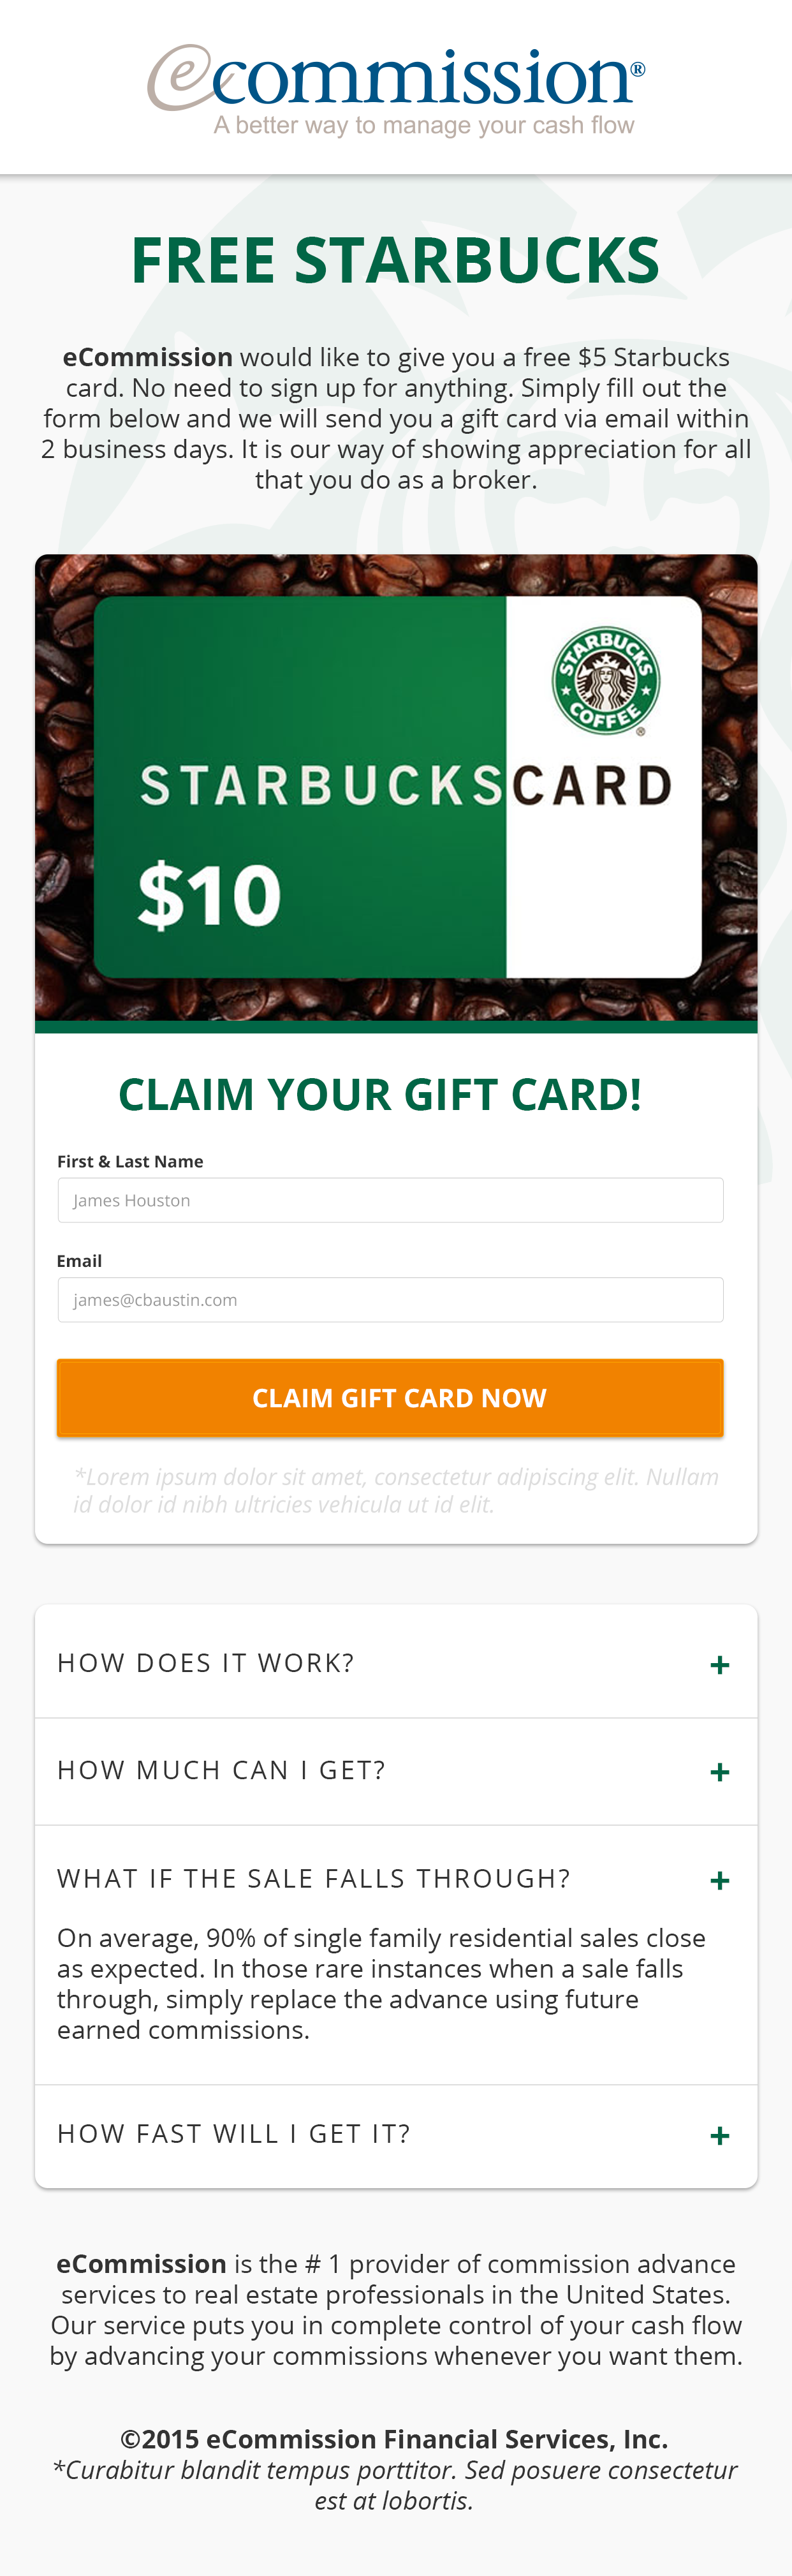 ecommission®
A better way to manage your cash flow
FREE STARBUCKS
eCommission would like to give you a free $5 Starbucks
card. No need to sign up for anything. Simply fill out the
form below and we will send you a gift card via email within
2 business days. It is our way of showing appreciation for all
that you do as a broker.
STARBUCKS
COFFEE
®
STARBUCKSCARD
$10
CLAIM YOUR GIFT CARD!
First & Last Name
James Houston
Email
james@cbaustin.com
CLAIM GIFT CARD NOW
*Lorem ipsum dolor sit amet, consectetur adipiscing elit. Nullam
id dolor id nibh ultricies vehicula ut id elit.
HOW DOES IT WORK? +
HOW MUCH CAN I GET? +
WHAT IF THE SALE FALLS THROUGH? +
On average, 90% of single family residential sales close
as expected. In those rare instances when a sale falls
through, simply replace the advance using future
earned commissions.
HOW FAST WILL I GET IT? +
eCommission is the # 1 provider of commission advance
services to real estate professionals in the United States.
Our service puts you in complete control of your cash flow
by advancing your commissions whenever you want them.
©2015 eCommission Financial Services, Inc.
*Curabitur blandit tempus porttitor. Sed posuere consectetur
est at lobortis.